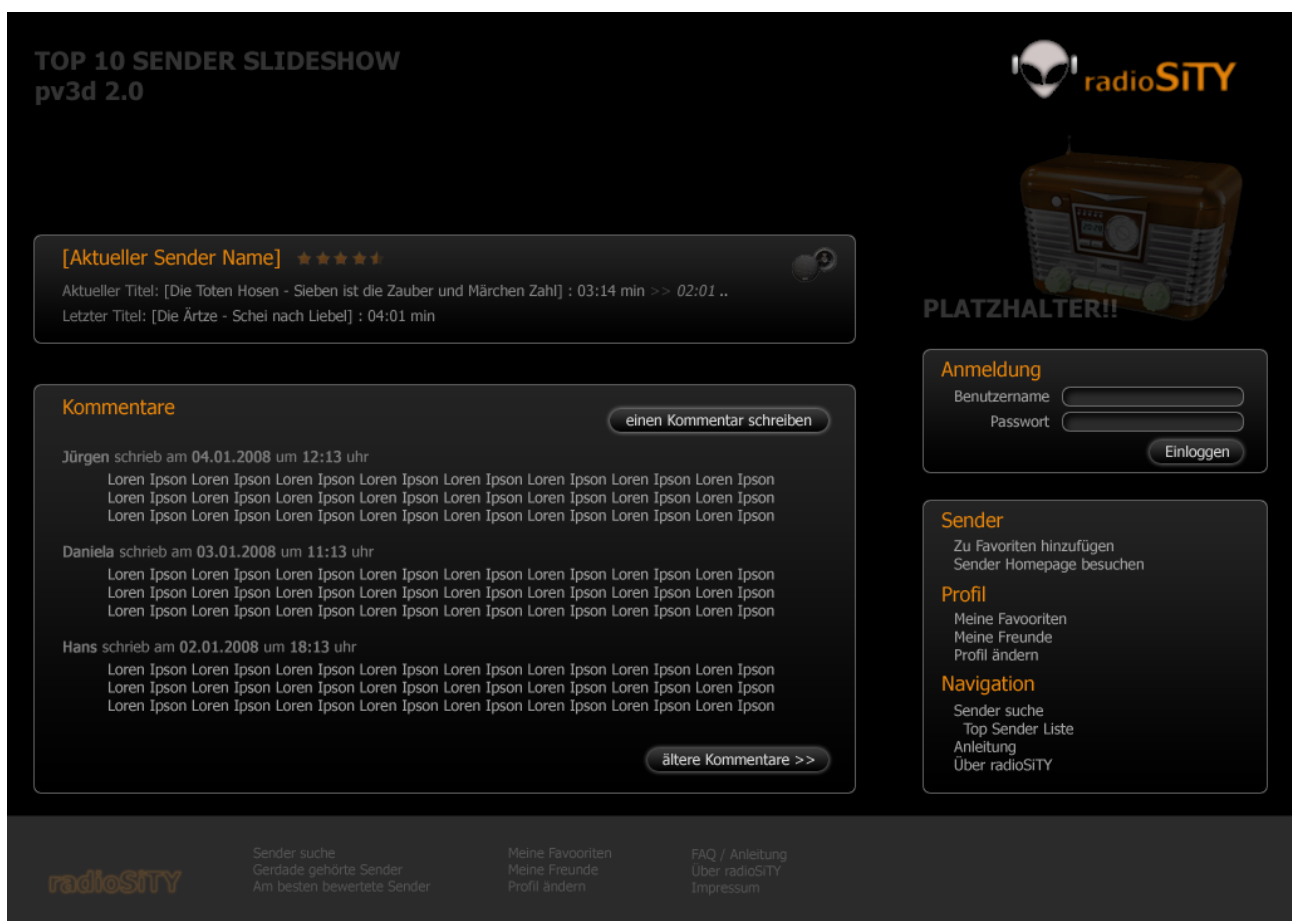 TOP 10 SENDER SLIDESHOW
pv3d 2.0
radioSiTY
[Aktueller Sender Name]
Aktueller Titel: [Die Toten Hosen - Sieben ist die Zauber und Märchen Zahl] : 03:14 min >> 02:01 ..
Letzter Titel: [Die Ärtze - Schei nach Liebel] : 04:01 min
20:19
PLATZHALTER!!
Kommentare
einen Kommentar schreiben
Jürgen schrieb am 04.01.2008 um 12:13 uhr
Loren Ipson Loren Ipson Loren Ipson Loren Ipson Loren Ipson Loren Ipson Loren Ipson Loren Ipson
Loren Ipson Loren Ipson Loren Ipson Loren Ipson Loren Ipson Loren Ipson Loren Ipson Loren Ipson
Loren Ipson Loren Ipson Loren Ipson Loren Ipson Loren Ipson Loren Ipson Loren Ipson Loren Ipson
Daniela schrieb am 03.01.2008 um 11:13 uhr
Loren Ipson Loren Ipson Loren Ipson Loren Ipson Loren Ipson Loren Ipson Loren Ipson Loren Ipson
Loren Ipson Loren Ipson Loren Ipson Loren Ipson Loren Ipson Loren Ipson Loren Ipson Loren Ipson
Loren Ipson Loren Ipson Loren Ipson Loren Ipson Loren Ipson Loren Ipson Loren Ipson Loren Ipson
Hans schrieb am 02.01.2008 um 18:13 uhr
Loren Ipson Loren Ipson Loren Ipson Loren Ipson Loren Ipson Loren Ipson Loren Ipson Loren Ipson
Loren Ipson Loren Ipson Loren Ipson Loren Ipson Loren Ipson Loren Ipson Loren Ipson Loren Ipson
Loren Ipson Loren Ipson Loren Ipson Loren Ipson Loren Ipson Loren Ipson Loren Ipson Loren Ipson
ältere Kommentare >>
Anmeldung
Benutzername
Passwort
Einloggen
Sender
Zu Favoriten hinzufügen
Sender Homepage besuchen
Profil
Meine Favooriten
Meine Freunde
Profil ändern
Navigation
Sender suche
Top Sender Liste
Anleitung
Über radioSiTY
radioSiTY
Sender suche
Gerdade gehörte Sender
Am besten bewertete Sender
Meine Favooriten
Meine Freunde
Profil ändern
FAQ / Anleitung
Über radioSiTY
Impressum